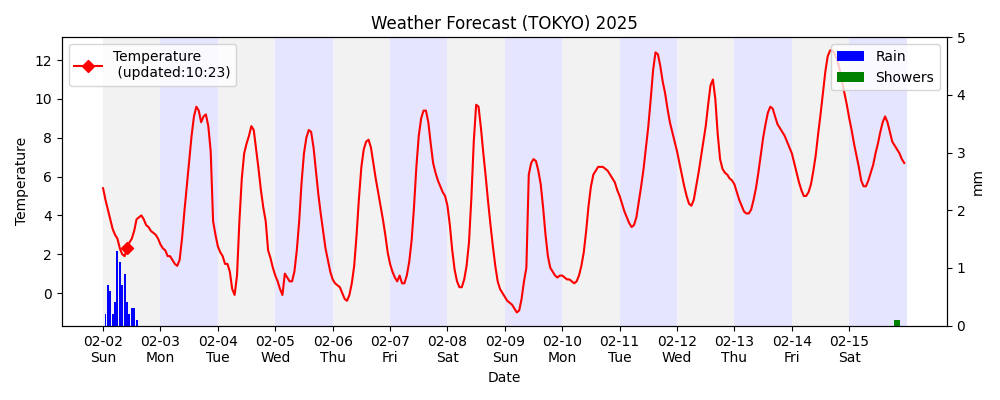 Weather Forecast (TOKYO) 2025
Temperature
(updated:10:23)
Rain
Showers
Temperature
12
10
8
6
4
2
0
5
4
3
2
1
0
mm
02-02 02-03 02-04 02-05 02-06 02-07 02-08 02-09 02-10 02-11 02-12 02-13 02-14 02-15
Sun Mon Tue Wed Thu Fri Sat Sun Mon Tue Wed Thu Fri Sat
Date